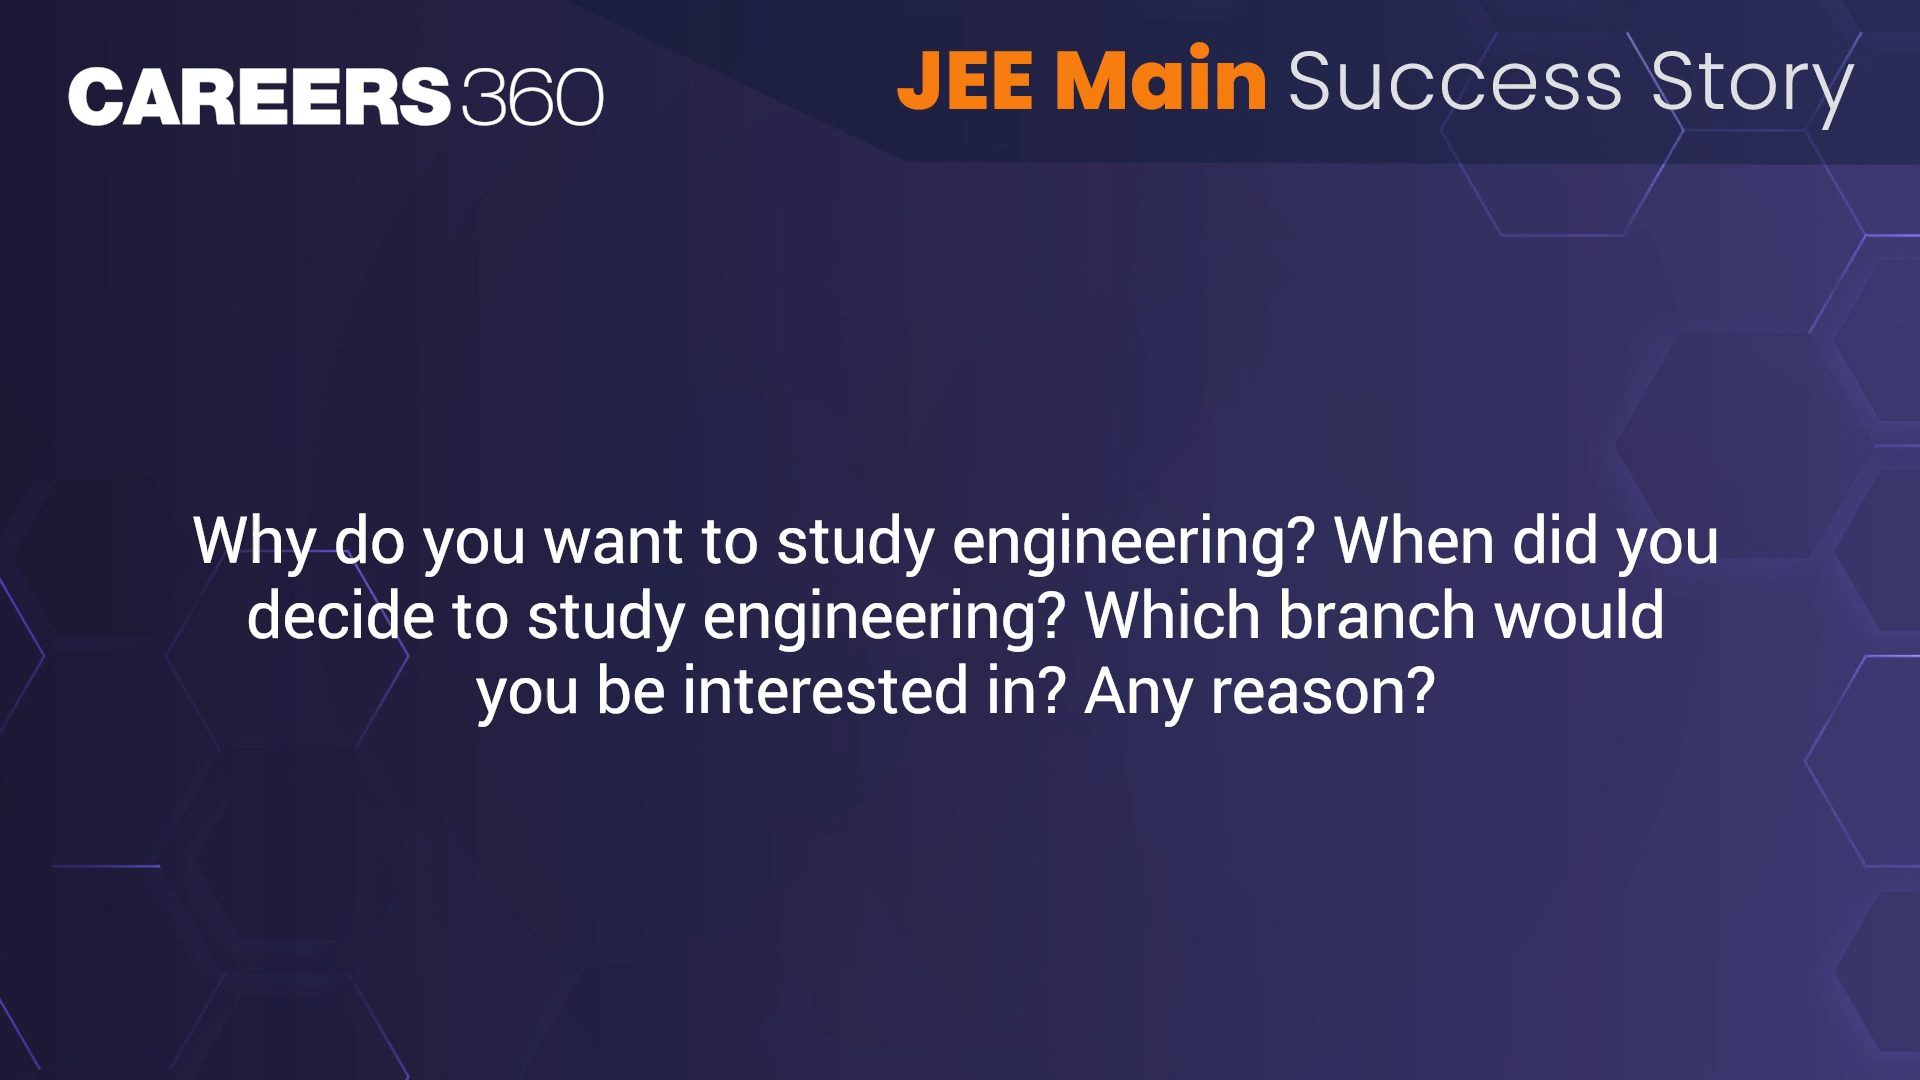 CAREERS360
JEE Main Success Story
Why do you want to study engineering? When did you
decide to study engineering? Which branch would
you be interested in? Any reason?